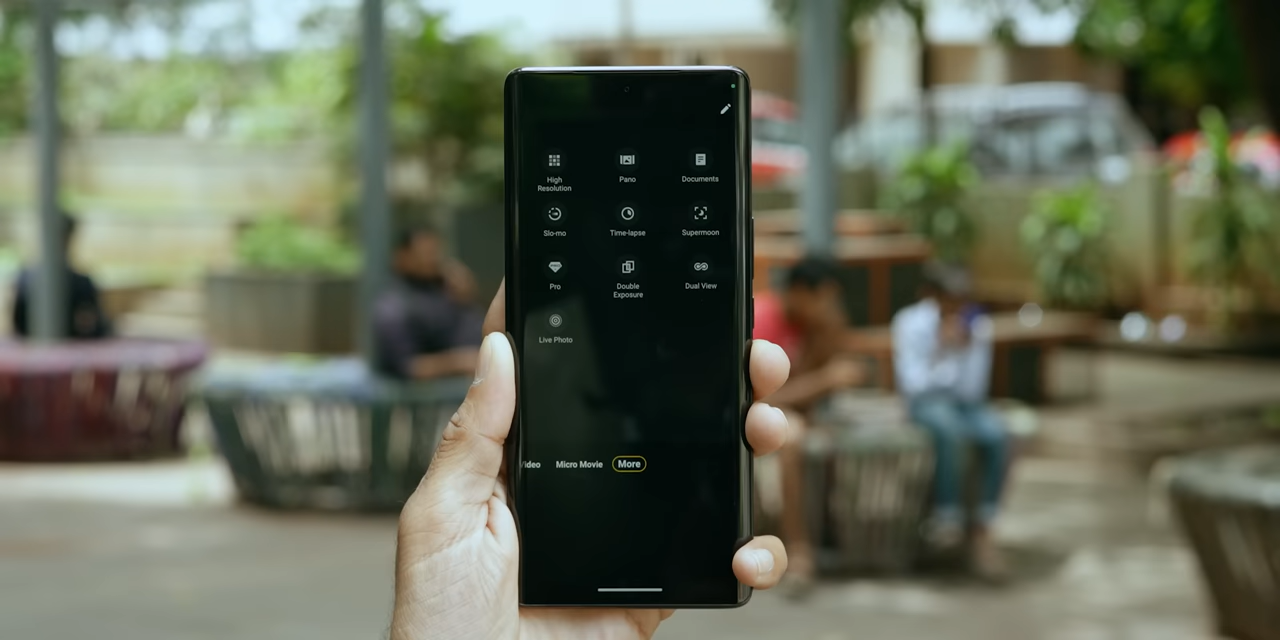 High
Resolution
Pano
Documents
Slo-mo
Time-lapse
Supermoon
Pro
Double
Exposure
Dual View
Live Photo
Video Micro Movie More